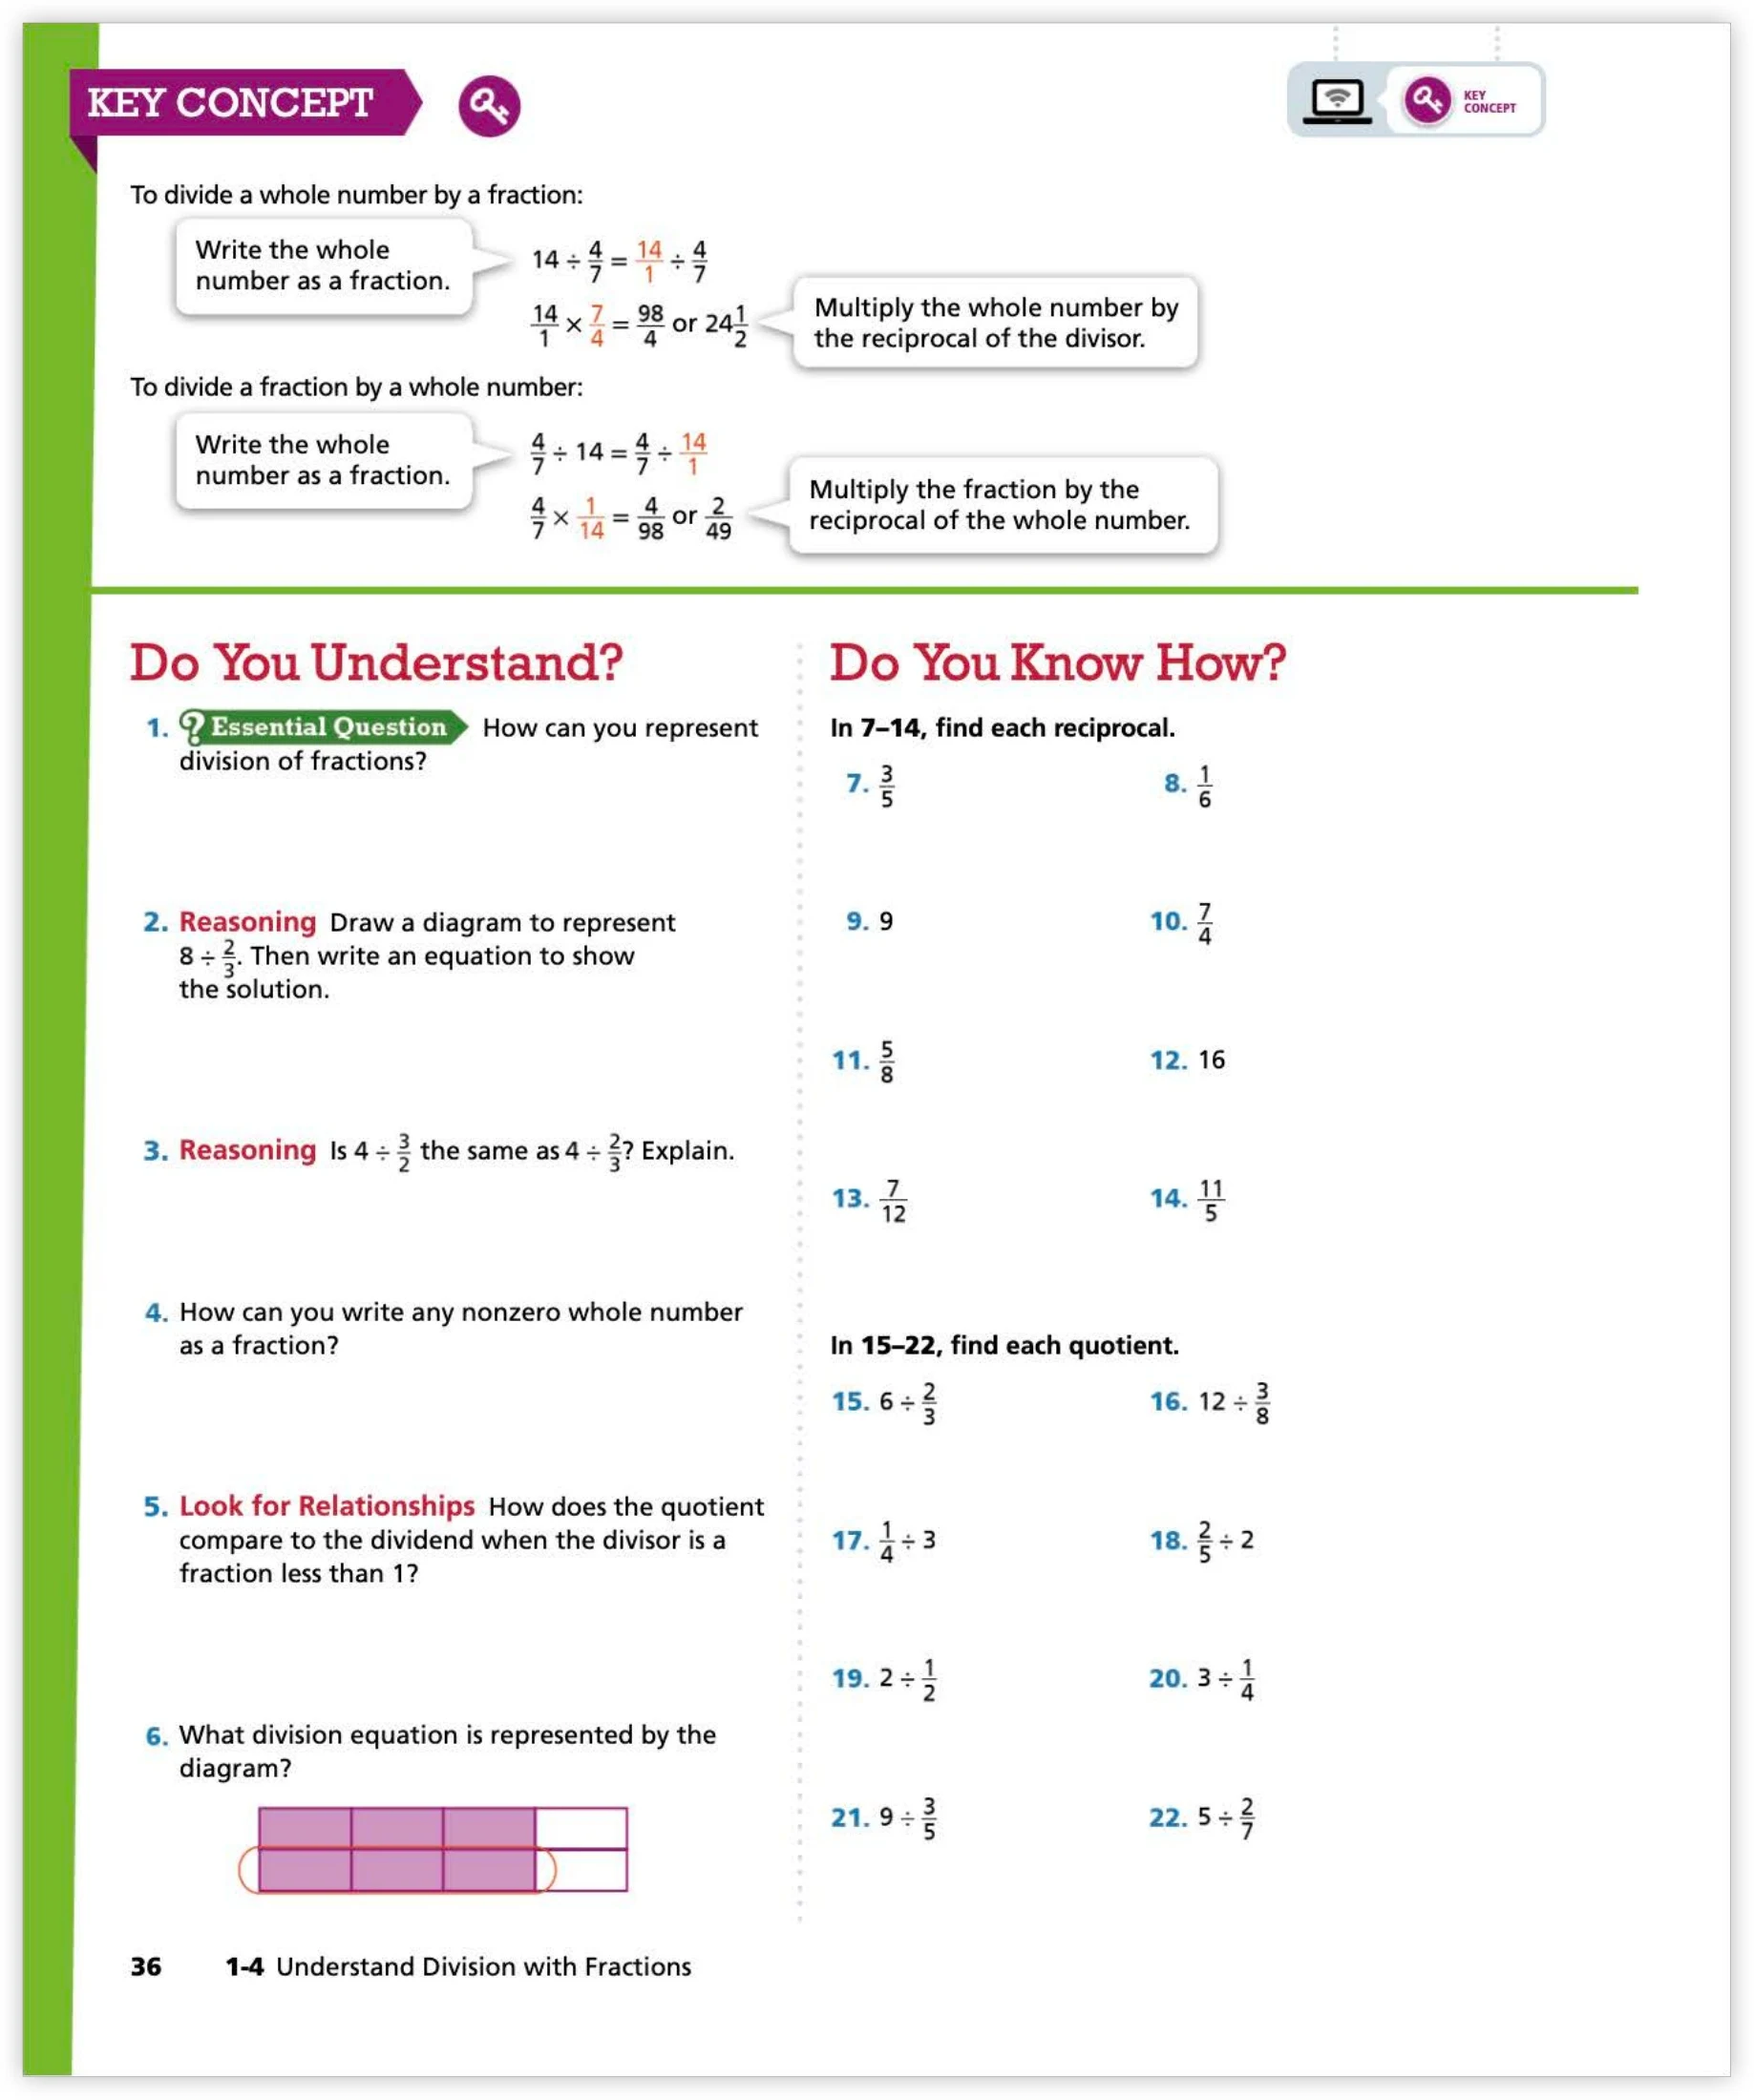 KEY CONCEPT
KEY
CONCEPT
To divide a whole number by a fraction:
Write the whole
number as a fraction.
14 ÷ 4/7 = 14/1 ÷ 4/7
14/1 × 7/4 = 98/4 or 24 1/2
Multiply the whole number by
the reciprocal of the divisor.
To divide a fraction by a whole number:
Write the whole
number as a fraction.
4/7 ÷ 14 = 4/7 ÷ 14/1
4/7 × 1/14 = 4/98 or 2/49
Multiply the fraction by the
reciprocal of the whole number.
Do You Understand?
1. ? Essential Question How can you represent
division of fractions?
2. Reasoning Draw a diagram to represent
8 ÷ 2/3. Then write an equation to show
the solution.
3. Reasoning Is 4 ÷ 3/2 the same as 4 ÷ 2/3? Explain.
4. How can you write any nonzero whole number
as a fraction?
5. Look for Relationships How does the quotient
compare to the dividend when the divisor is a
fraction less than 1?
6. What division equation is represented by the
diagram?
Do You Know How?
In 7–14, find each reciprocal.
7. 3/5
8. 1/6
9. 9
10. 7/4
11. 5/8
12. 16
13. 7/12
14. 11/5
In 15–22, find each quotient.
15. 6 ÷ 2/3
16. 12 ÷ 3/8
17. 1/4 ÷ 3
18. 2/5 ÷ 2
19. 2 ÷ 1/2
20. 3 ÷ 1/4
21. 9 ÷ 3/5
22. 5 ÷ 2/7
36 1-4 Understand Division with Fractions